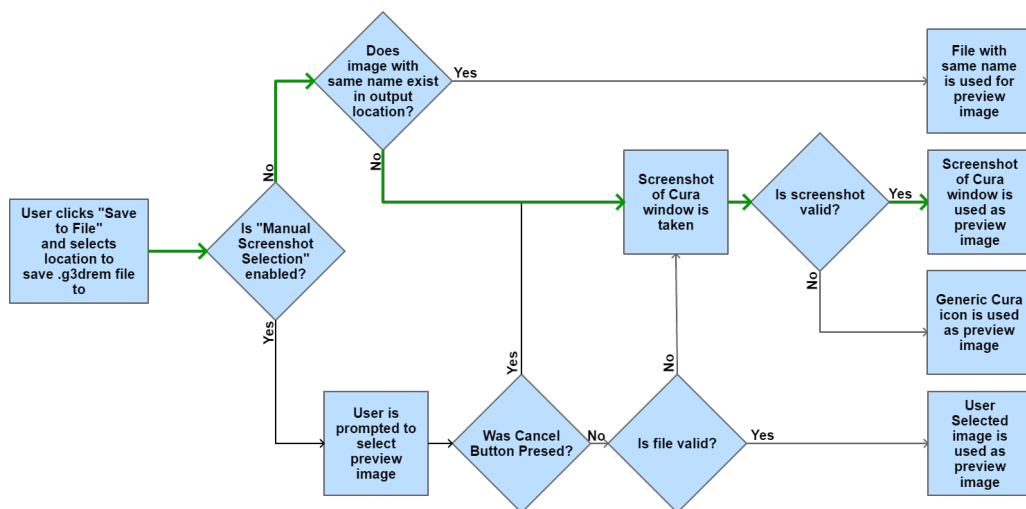 Does
image with
same name exist
in output
location?
Yes
File with
same name
is used for
preview
image
No
No
User clicks "Save
to File"
and selects
location to
save .g3drem file
to
Is "Manual
Screenshot
Selection"
enabled?
Screenshot
of Cura
window is
taken
Is screenshot
valid?
Yes
Screenshot
of Cura
window is
used as
preview
image
No
Generic Cura
icon is used
as preview
image
Yes
User is
prompted to
select
preview
image
Yes
Was Cancel
Button Presed?
No
No
Is file valid?
Yes
User
Selected
image is
used as
preview
image